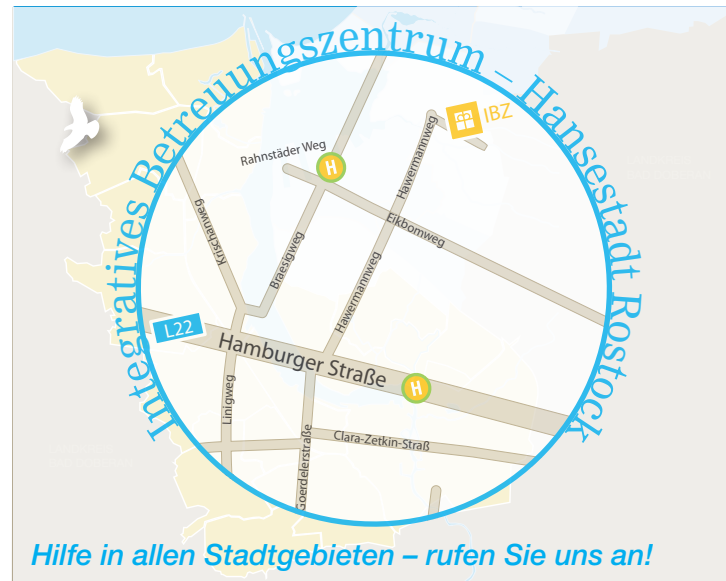 Integratives Betreuungszentrum – Hansestadt Rostock
IBZ
Rahnstäder Weg
H
Hawermannweg
Krischanweg
Eikbomweg
Braesigweg
Hawermannweg
L22
Hamburger Straße
H
Linigweg
Clara-Zetkin-Straß
Goerdelerstraße
Hilfe in allen Stadtgebieten – rufen Sie uns an!